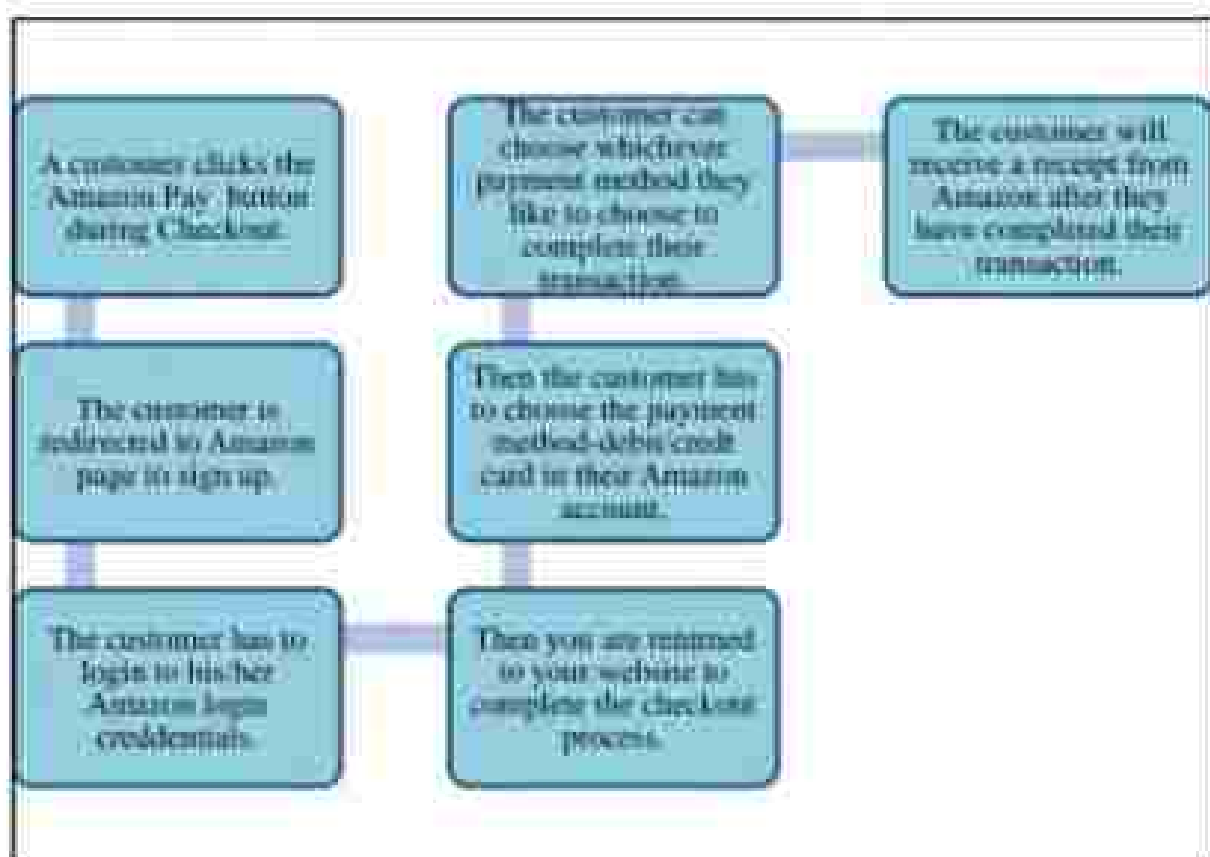 A customer clicks the
Amazon Pay button
during Checkout.
The customer is
redirected to Amazon
page to sign up.
The customer has to
login to his/her
Amazon login
creddentials.
Then you are returned
to your website to
complete the checkout
process.
Then the customer has
to choose the payment
method-debit/credt
card in their Amazon
account.
The customer can
choose whichever
payment method they
like to choose to
complete their
transaction.
The customer will
receive a receipt from
Amazon after they
have completed their
transaction.